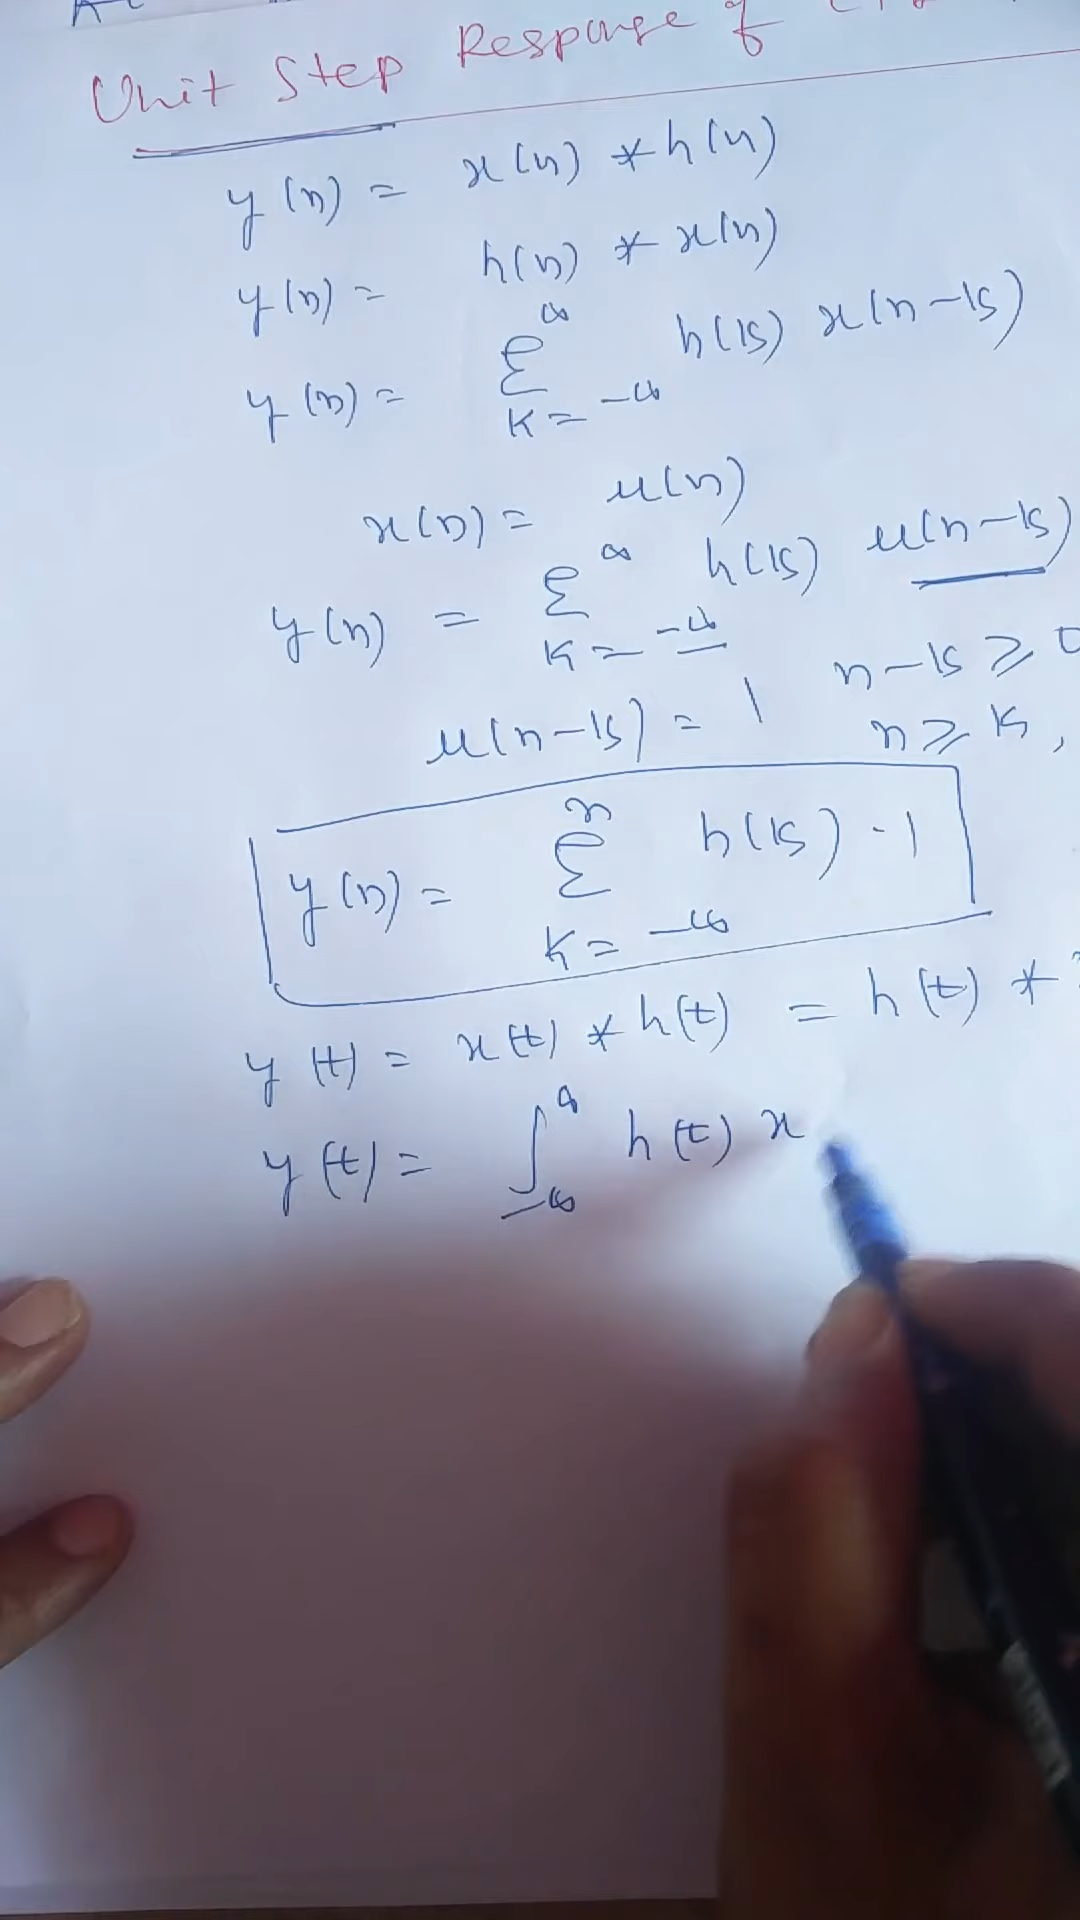 Unit Step Response of
y(n) = x(n) * h(n)
y(n) = h(n) * x(n)
y(n) = Σ_{k=-∞}^{∞} h(k) x(n-k)
x(n) = u(n)
y(n) = Σ_{k=-∞}^{∞} h(k) u(n-k)
u(n-k) = 1 n-k ≥ 0
n ≥ k,
y(n) = Σ_{k=-∞}^{n} h(k) · 1
y(t) = x(t) * h(t) = h(t) *
y(t) = ∫_{-∞}^{∞} h(t) x